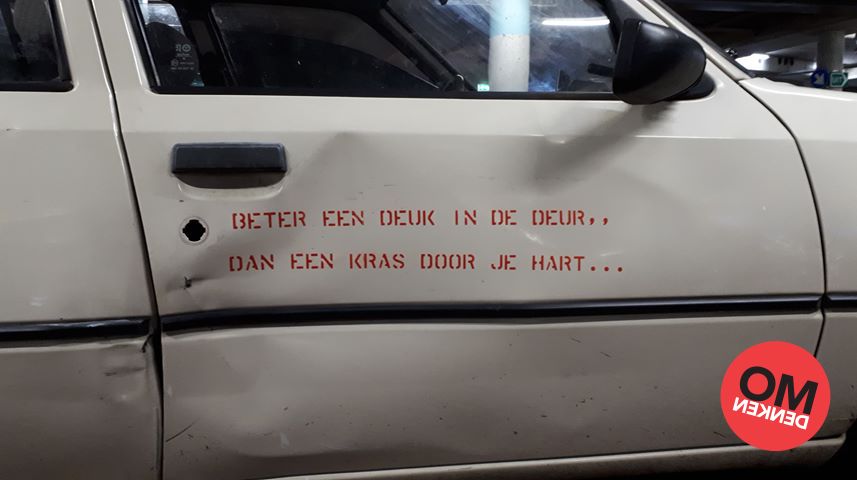 BETER EEN DEUK IN DE DEUR,,
DAN EEN KRAS DOOR JE HART...
OM
DENKEN